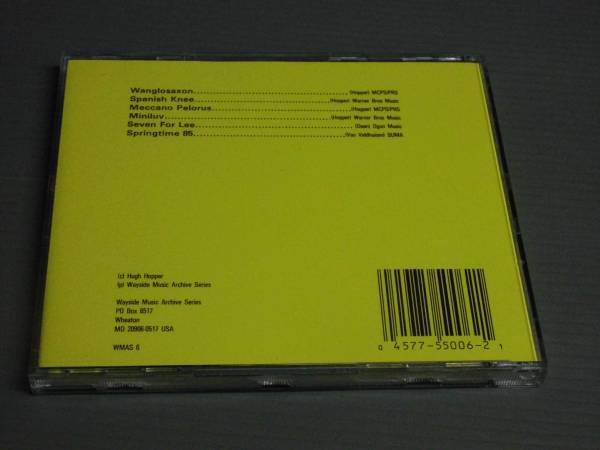 Wanglosaxon........................................(Hopper) MCPS/PRS
Spanish Knee...................................(Hopper) Warner Bros Music
Meccano Pelorus...................................(Hopper) MCPS/PRS
Miniluv...........................................(Hopper) Warner Bros Music
Seven For Lee........................................(Dean) Ogun Music
Springtime 85......................................(Van Veldhuizen) BUMA
(c) Hugh Hopper
(p) Wayside Music Archive Series
Wayside Music Archive Series
PO Box 8517
Wheaton
MD 20906-0517 USA
WMAS 6
0 4577-55006-2 1